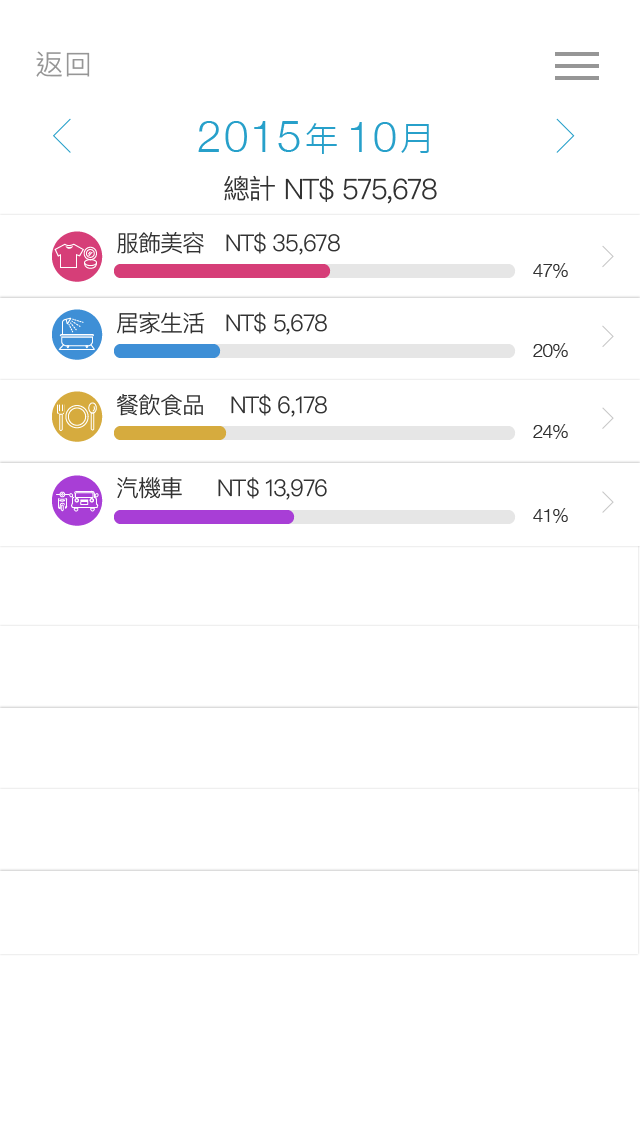 返回
2015年 10月
總計 NT$ 575,678
服飾美容 NT$ 35,678
47%
居家生活 NT$ 5,678
20%
餐飲食品 NT$ 6,178
24%
汽機車 NT$ 13,976
41%